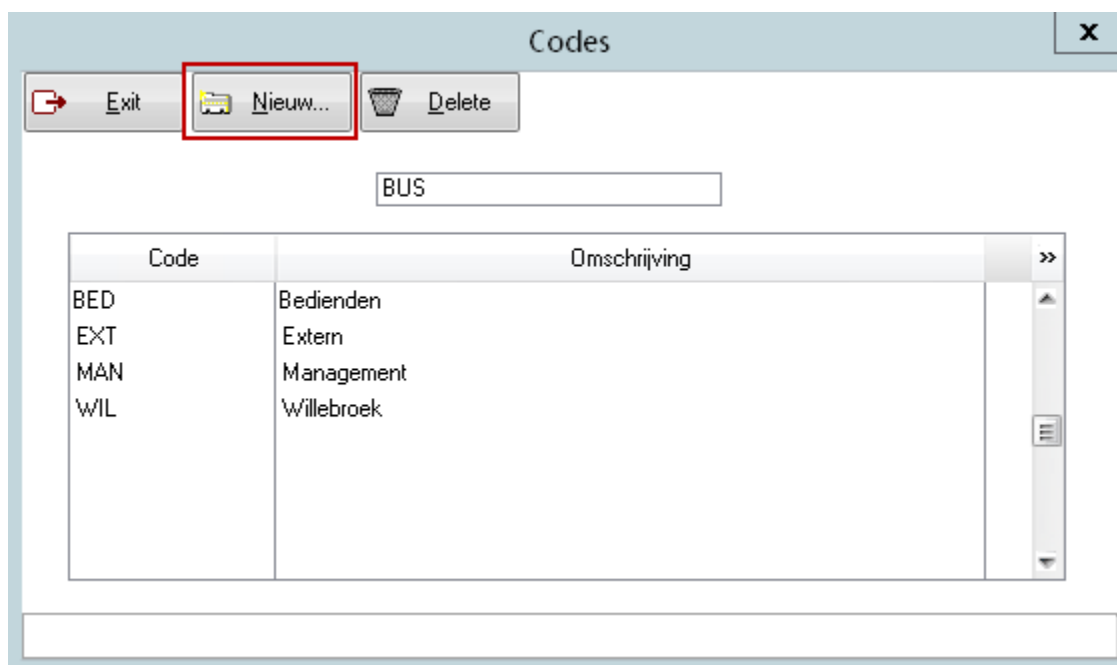 Codes x
Exit Nieuw... Delete
BUS
Code Omschrijving »
BED Bedienden
EXT Extern
MAN Management
WIL Willebroek